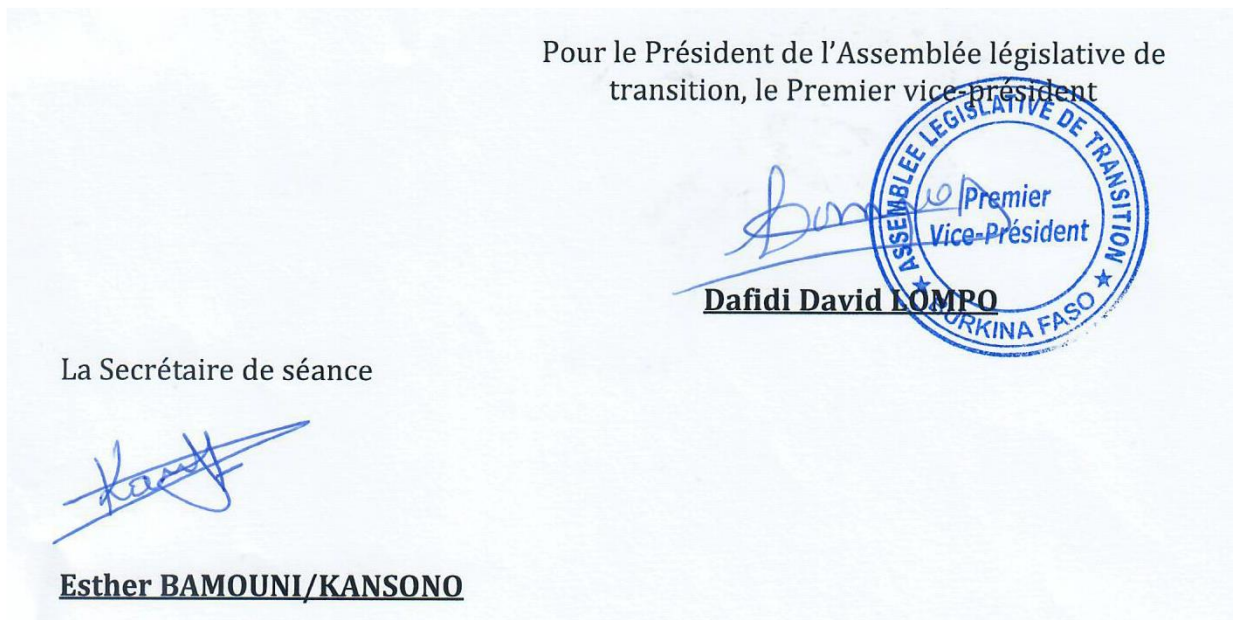 Pour le Président de l'Assemblée législative de
transition, le Premier vice-président
ASSEMBLEE LEGISLATIVE DE TRANSITION
Premier
Vice-Président
★ BURKINA FASO ★
Dafidi David LOMPO
La Secrétaire de séance
Esther BAMOUNI/KANSONO